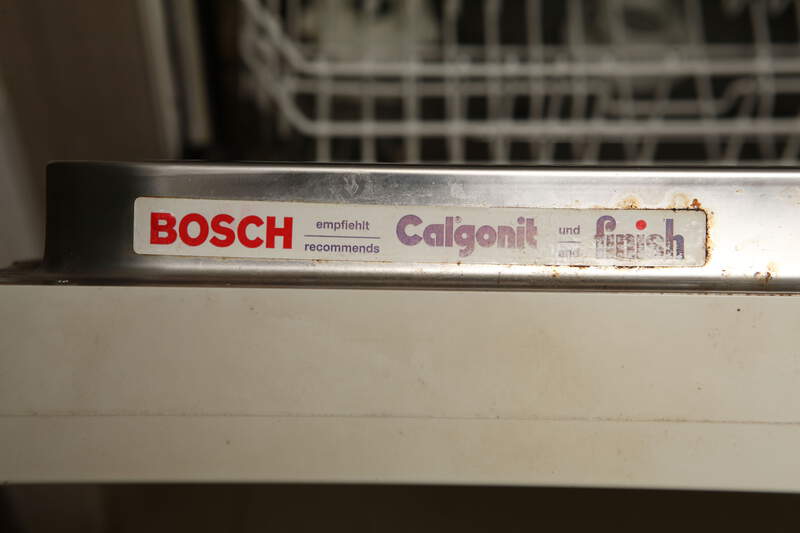 BOSCH empfiehlt Calgonit und finish
recommends and